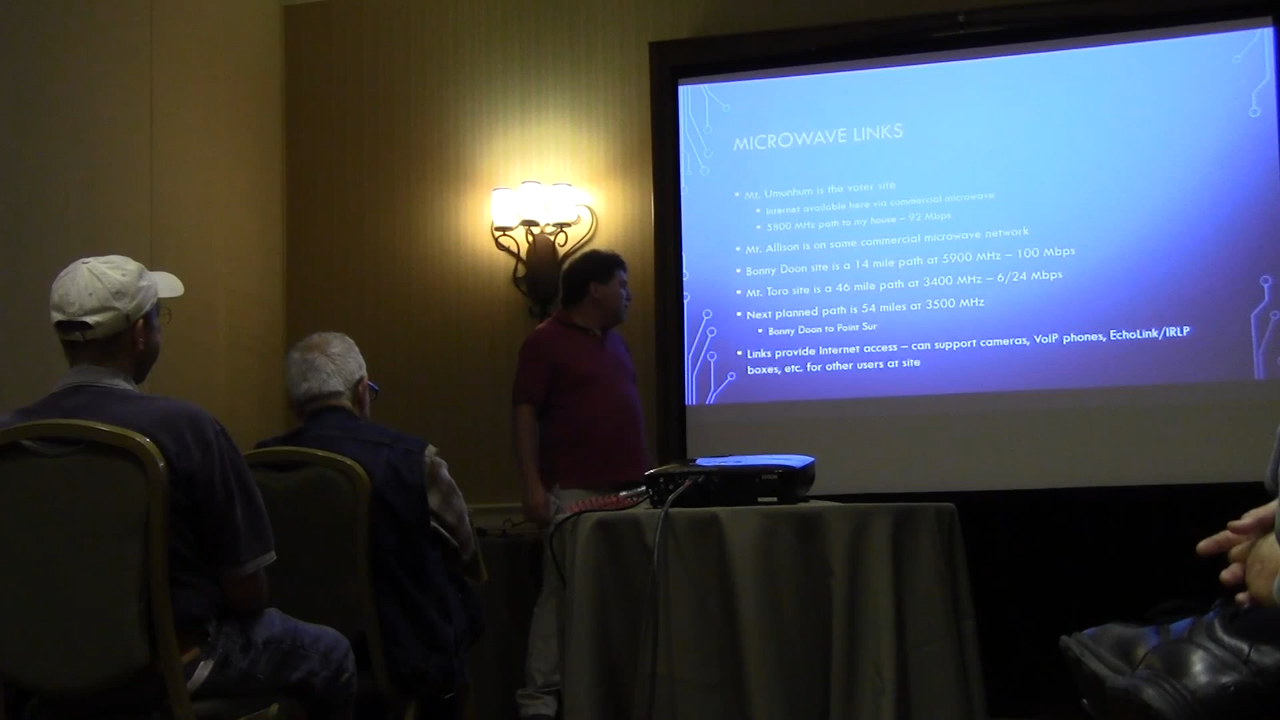 MICROWAVE LINKS
• Mt. Umunhum is the voter site
• Internet available here via commercial microwave
• 5800 MHz path to my house – 92 Mbps
• Mt. Allison is on same commercial microwave network
• Bonny Doon site is a 14 mile path at 5900 MHz – 100 Mbps
• Mt. Toro site is a 46 mile path at 3400 MHz – 6/24 Mbps
• Next planned path is 54 miles at 3500 MHz
• Bonny Doon to Point Sur
• Links provide Internet access – can support cameras, VoIP phones, EchoLink/IRLP
boxes, etc. for other users at site